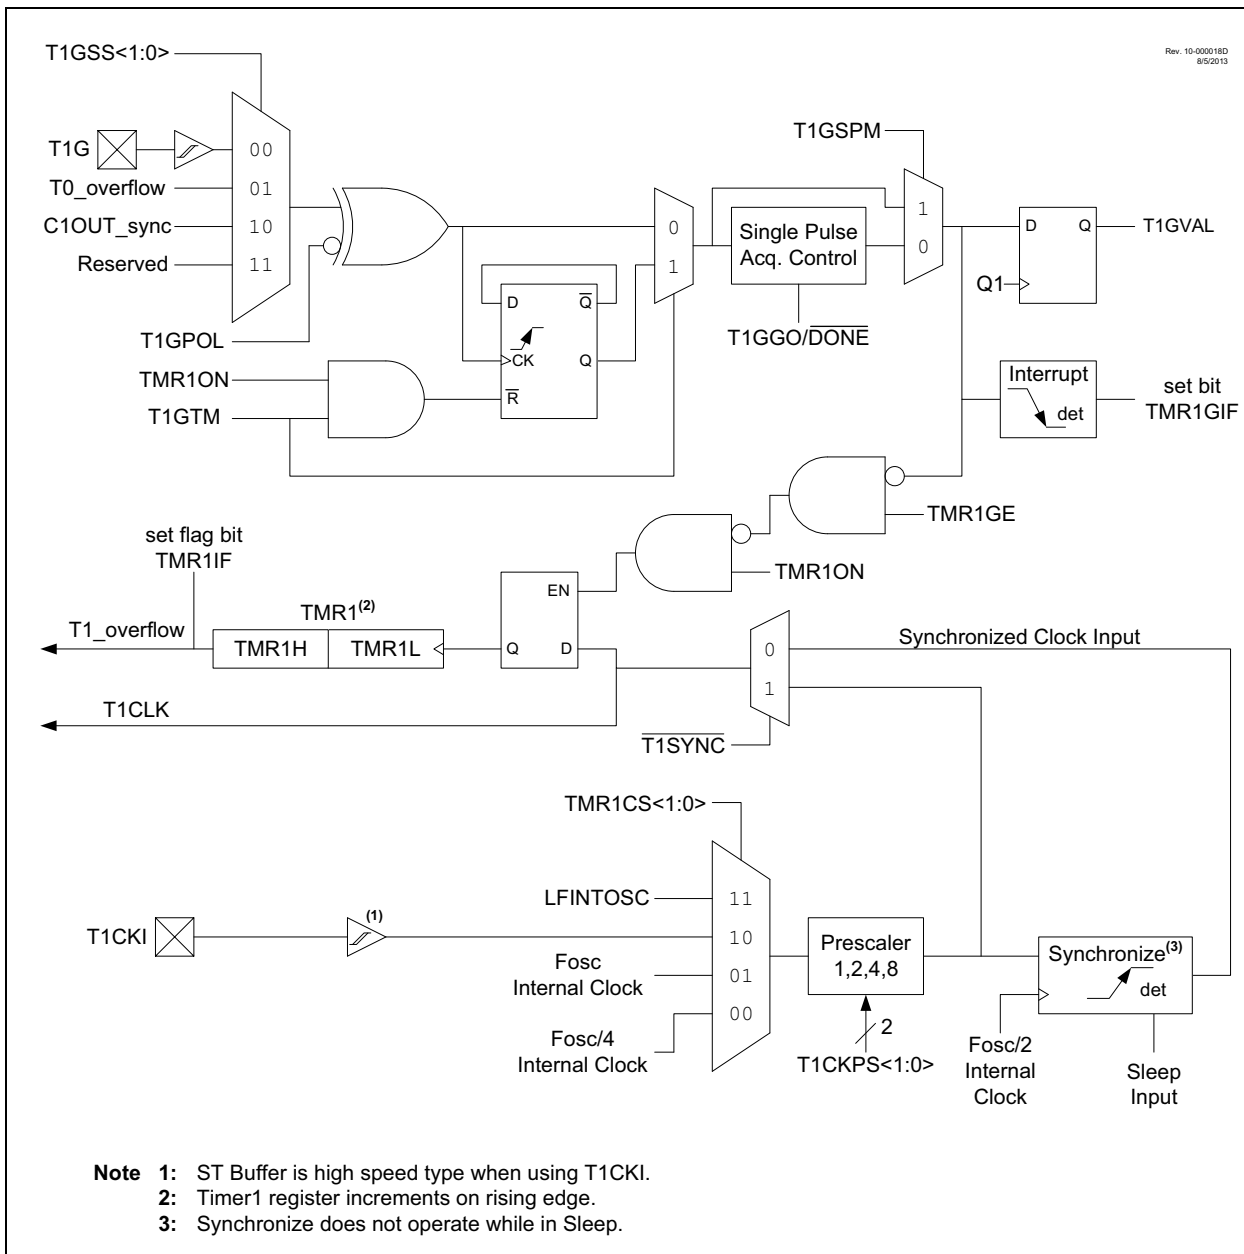 Rev. 10-000018D
8/5/2013
T1GSS<1:0>
T1G
T0_overflow
C1OUT_sync
Reserved
00
01
10
11
T1GPOL
TMR1ON
T1GTM
D
Q
CK
Q
R
0
1
T1GSPM
Single Pulse
Acq. Control
T1GGO/DONE
1
0
D
Q
Q1
T1GVAL
Interrupt
det
set bit
TMR1GIF
TMR1GE
TMR1ON
set flag bit
TMR1IF
TMR1(2)
T1_overflow
TMR1H
TMR1L
EN
Q
D
T1CLK
0
1
Synchronized Clock Input
T1SYNC
TMR1CS<1:0>
LFINTOSC
T1CKI
(1)
Fosc
Internal Clock
Fosc/4
Internal Clock
11
10
01
00
Prescaler
1,2,4,8
2
T1CKPS<1:0>
Synchronize(3)
det
Fosc/2
Internal
Clock
Sleep
Input
Note 1: ST Buffer is high speed type when using T1CKI.
2: Timer1 register increments on rising edge.
3: Synchronize does not operate while in Sleep.